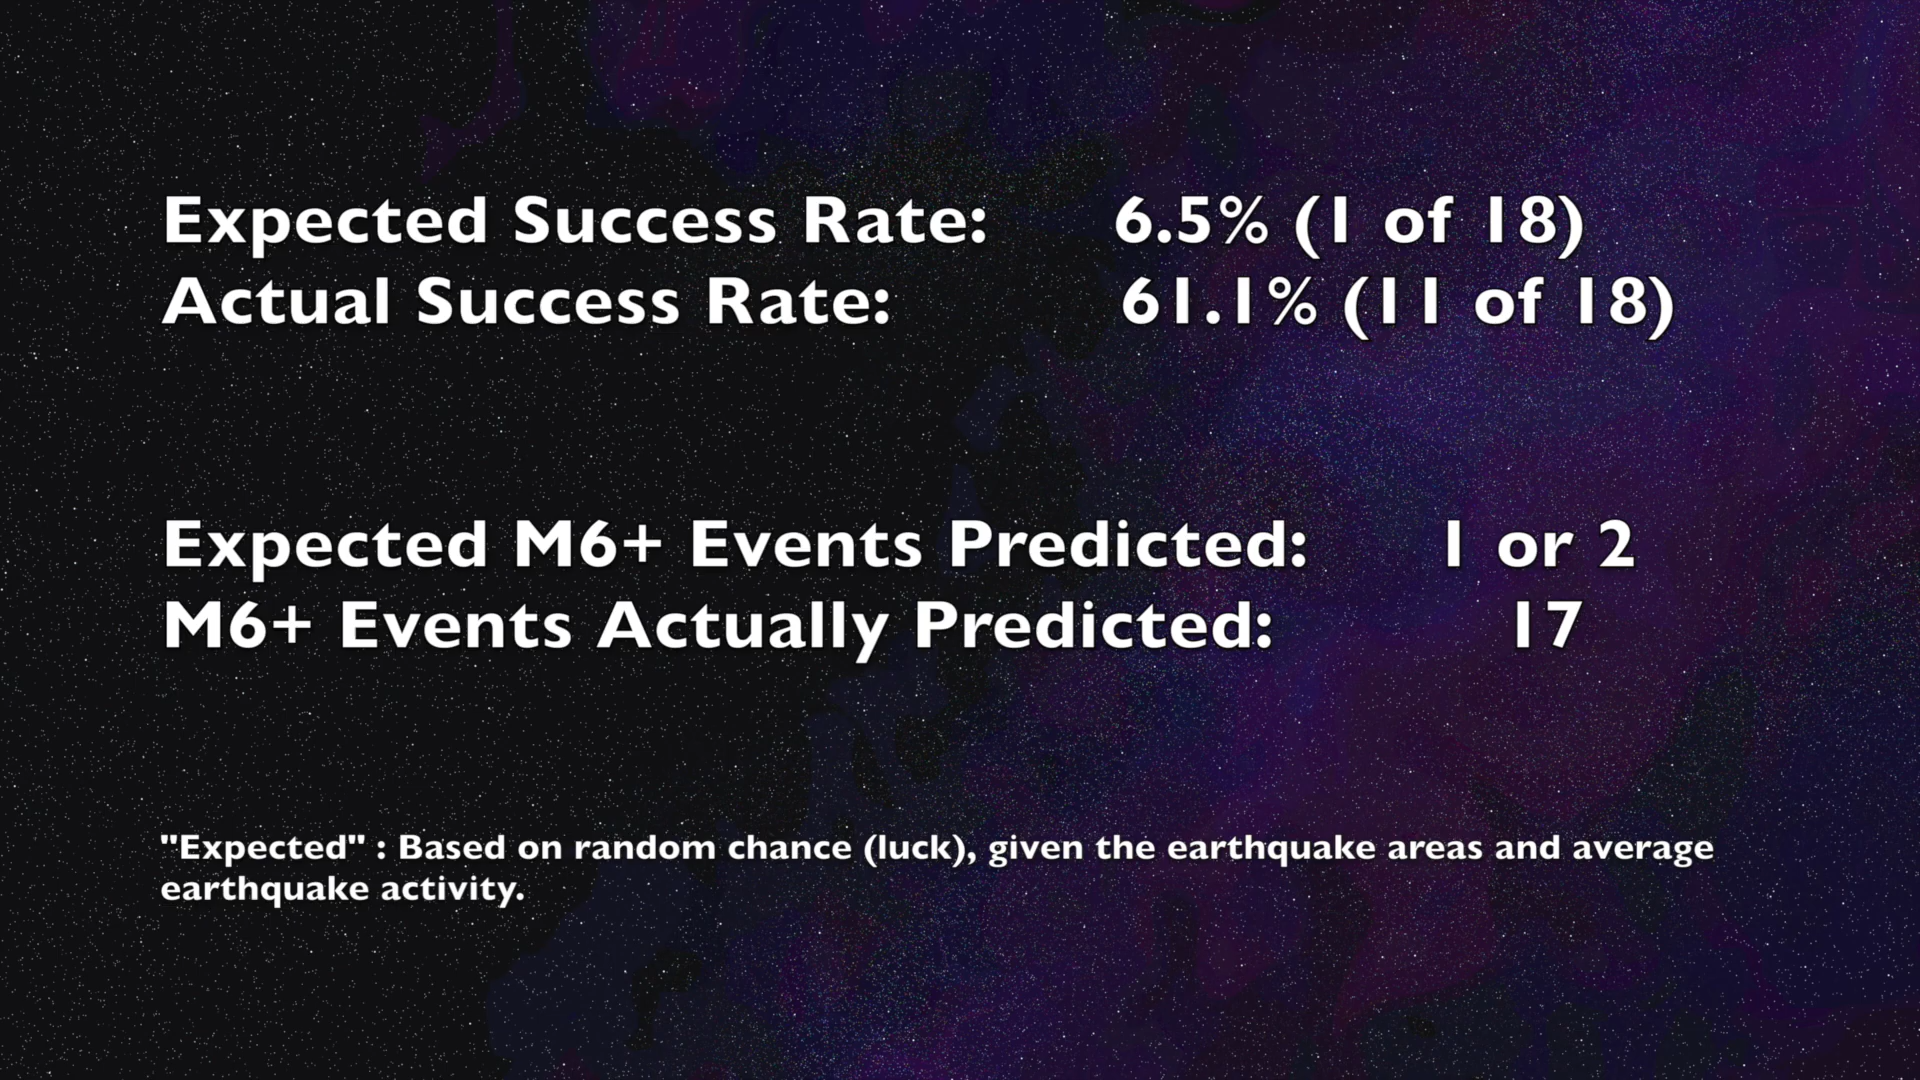 Expected Success Rate: 6.5% (1 of 18)
Actual Success Rate: 61.1% (11 of 18)
Expected M6+ Events Predicted: 1 or 2
M6+ Events Actually Predicted: 17
"Expected" : Based on random chance (luck), given the earthquake areas and average
earthquake activity.